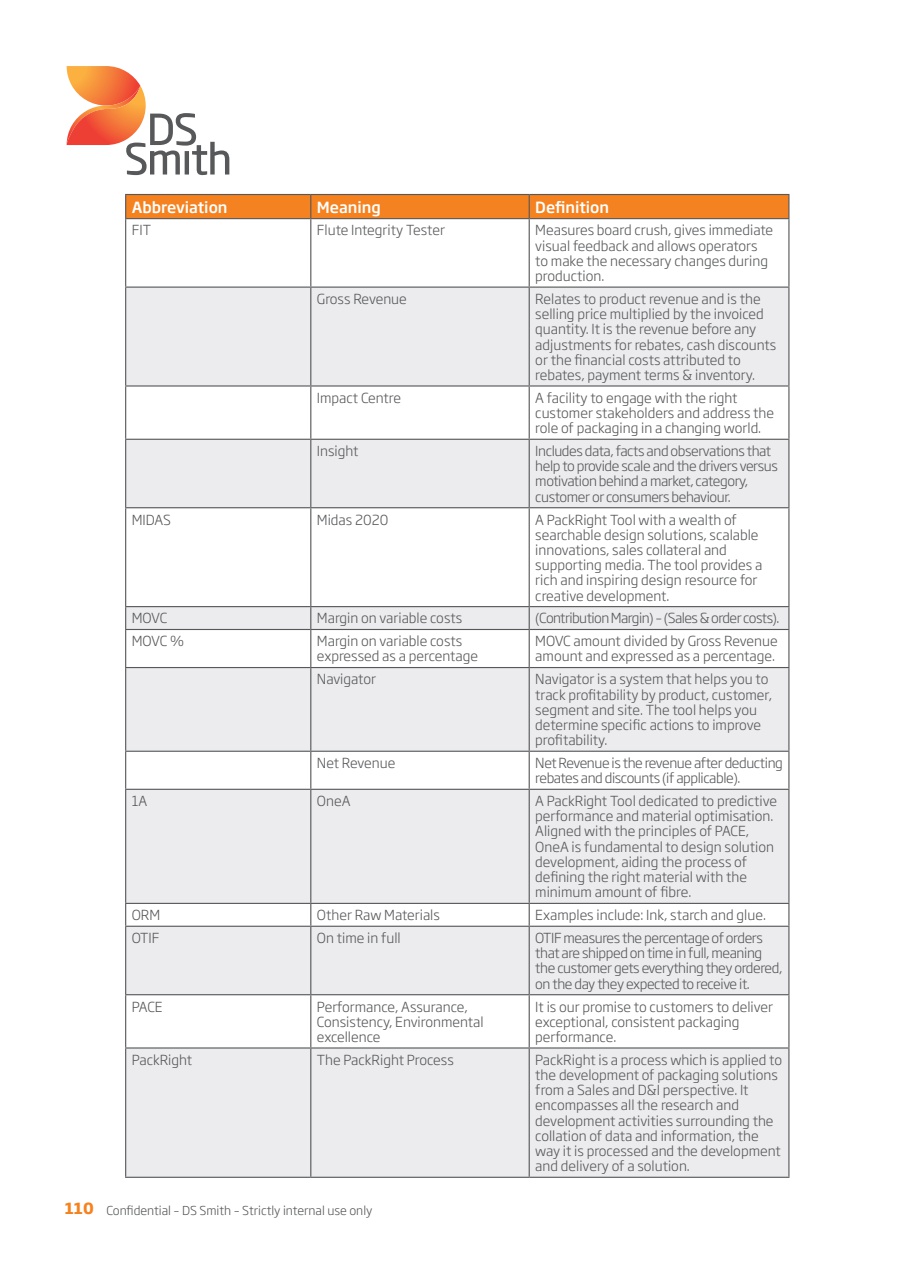 DS
Smith
Abbreviation Meaning Definition
FIT Flute Integrity Tester Measures board crush, gives immediate
visual feedback and allows operators
to make the necessary changes during
production.
Gross Revenue Relates to product revenue and is the
selling price multiplied by the invoiced
quantity. It is the revenue before any
adjustments for rebates, cash discounts
or the financial costs attributed to
rebates, payment terms & inventory.
Impact Centre A facility to engage with the right
customer stakeholders and address the
role of packaging in a changing world.
Insight Includes data, facts and observations that
help to provide scale and the drivers versus
motivation behind a market, category,
customer or consumers behaviour.
MIDAS Midas 2020 A PackRight Tool with a wealth of
searchable design solutions, scalable
innovations, sales collateral and
supporting media. The tool provides a
rich and inspiring design resource for
creative development.
MOVC Margin on variable costs (Contribution Margin) – (Sales & order costs).
MOVC % Margin on variable costs MOVC amount divided by Gross Revenue
expressed as a percentage amount and expressed as a percentage.
Navigator Navigator is a system that helps you to
track profitability by product, customer,
segment and site. The tool helps you
determine specific actions to improve
profitability.
Net Revenue Net Revenue is the revenue after deducting
rebates and discounts (if applicable).
1A OneA A PackRight Tool dedicated to predictive
performance and material optimisation.
Aligned with the principles of PACE,
OneA is fundamental to design solution
development, aiding the process of
defining the right material with the
minimum amount of fibre.
ORM Other Raw Materials Examples include: Ink, starch and glue.
OTIF On time in full OTIF measures the percentage of orders
that are shipped on time in full, meaning
the customer gets everything they ordered,
on the day they expected to receive it.
PACE Performance, Assurance, It is our promise to customers to deliver
Consistency, Environmental exceptional, consistent packaging
excellence performance.
PackRight The PackRight Process PackRight is a process which is applied to
the development of packaging solutions
from a Sales and D&I perspective. It
encompasses all the research and
development activities surrounding the
collation of data and information, the
way it is processed and the development
and delivery of a solution.
110 Confidential – DS Smith – Strictly internal use only